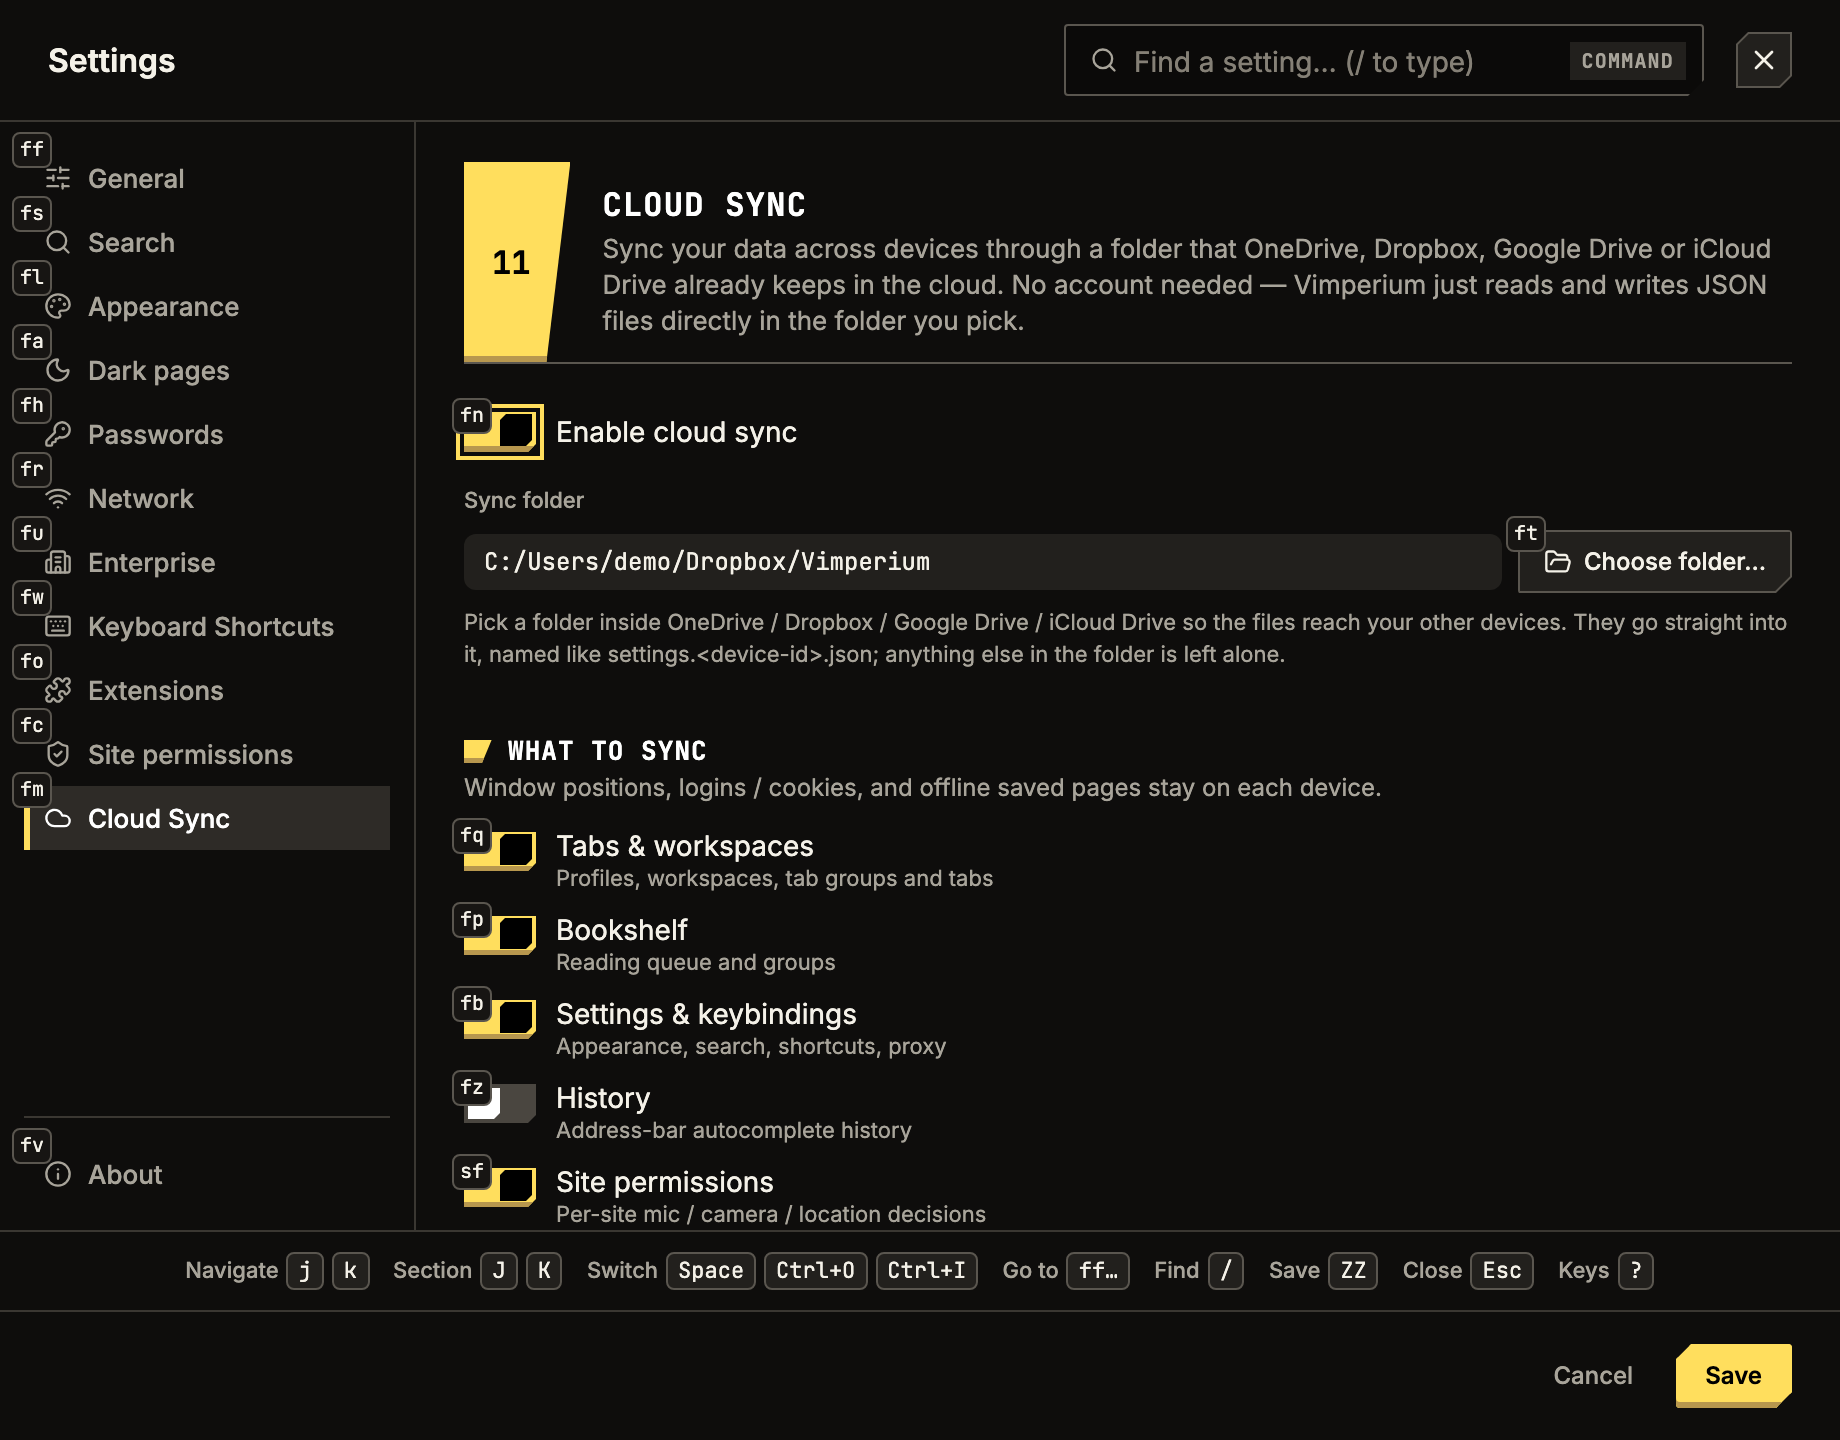 Settings
Find a setting... (/ to type)
COMMAND
ff
General
fs
Search
fl
Appearance
fa
Dark pages
fh
Passwords
fr
Network
fu
Enterprise
fw
Keyboard Shortcuts
fo
Extensions
fc
Site permissions
fm
Cloud Sync
fv
About
11
CLOUD SYNC
Sync your data across devices through a folder that OneDrive, Dropbox, Google Drive or iCloud
Drive already keeps in the cloud. No account needed — Vimperium just reads and writes JSON
files directly in the folder you pick.
fn
Enable cloud sync
Sync folder
C:/Users/demo/Dropbox/Vimperium
ft
Choose folder...
Pick a folder inside OneDrive / Dropbox / Google Drive / iCloud Drive so the files reach your other devices. They go straight into
it, named like settings.<device-id>.json; anything else in the folder is left alone.
WHAT TO SYNC
Window positions, logins / cookies, and offline saved pages stay on each device.
fq
Tabs & workspaces
Profiles, workspaces, tab groups and tabs
fp
Bookshelf
Reading queue and groups
fb
Settings & keybindings
Appearance, search, shortcuts, proxy
fz
History
Address-bar autocomplete history
sf
Site permissions
Per-site mic / camera / location decisions
Navigate j k Section J K Switch Space Ctrl+O Ctrl+I Go to ff… Find / Save ZZ Close Esc Keys ?
Cancel
Save